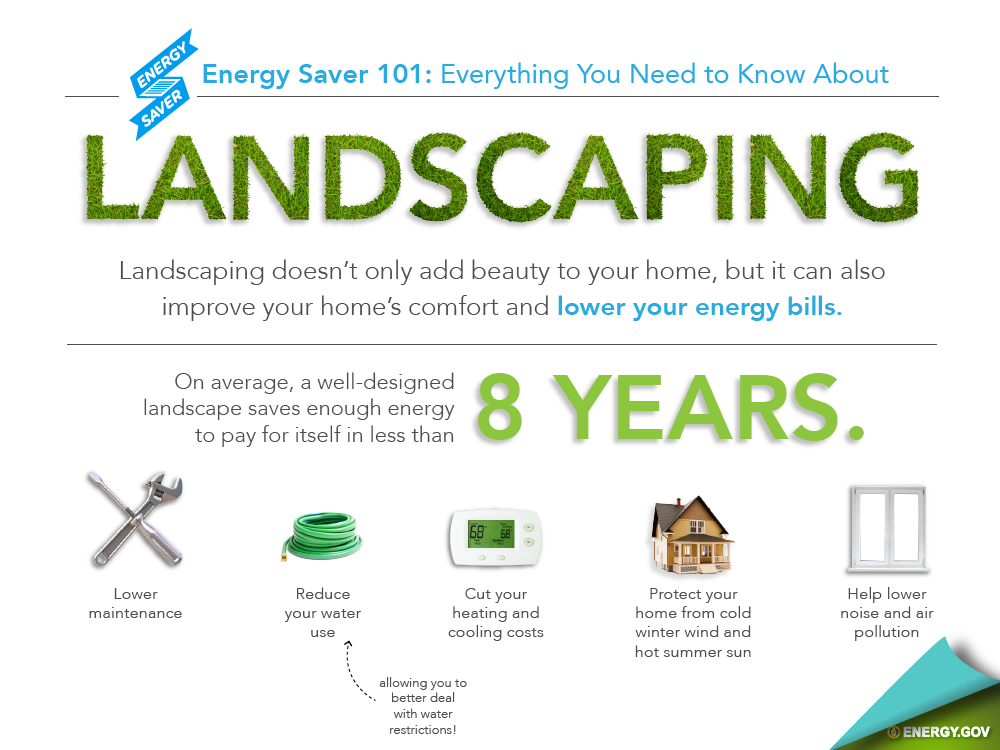 ENERGY
SAVER
Energy Saver 101: Everything You Need to Know About
LANDSCAPING
Landscaping doesn’t only add beauty to your home, but it can also
improve your home’s comfort and lower your energy bills.
On average, a well-designed
landscape saves enough energy
to pay for itself in less than
8 YEARS.
68
68
Lower
maintenance
Reduce
your water
use
allowing you to
better deal
with water
restrictions!
Cut your
heating and
cooling costs
Protect your
home from cold
winter wind and
hot summer sun
Help lower
noise and air
pollution
ENERGY.GOV